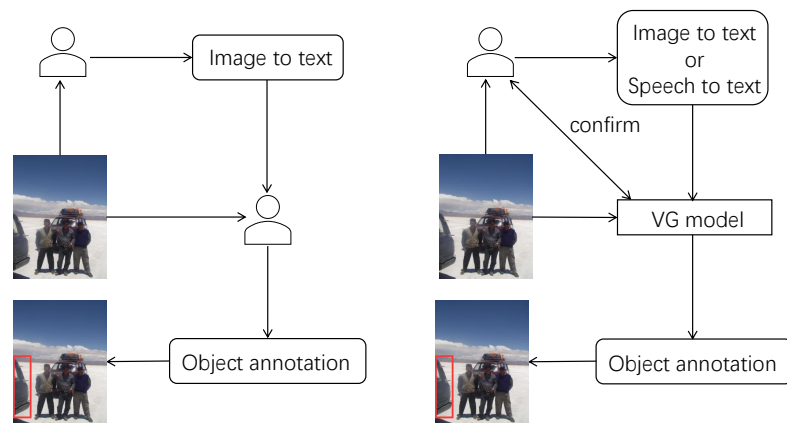 Image to text
Object annotation
Image to text
or
Speech to text
confirm
VG model
Object annotation